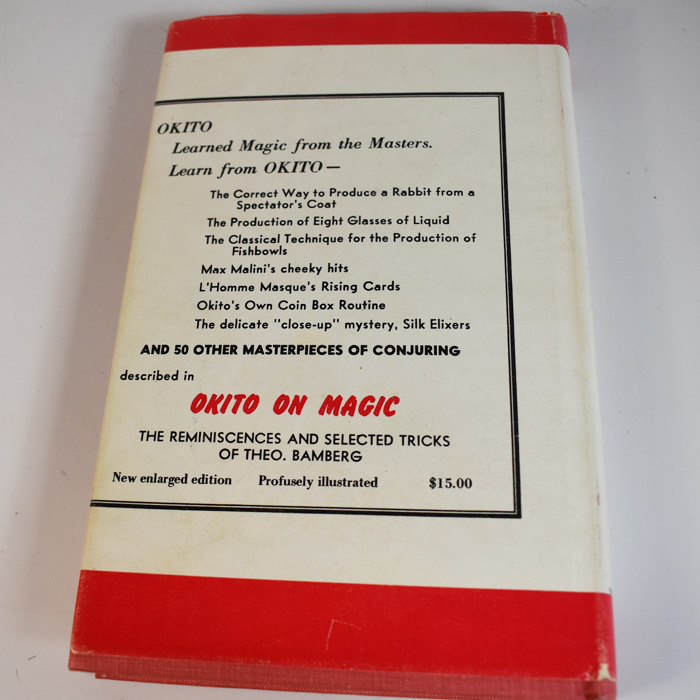 OKITO
Learned Magic from the Masters.
Learn from OKITO—
The Correct Way to Produce a Rabbit from a
Spectator's Coat
The Production of Eight Glasses of Liquid
The Classical Technique for the Production of
Fishbowls
Max Malini's cheeky hits
L'Homme Masque's Rising Cards
Okito's Own Coin Box Routine
The delicate "close-up" mystery, Silk Elixers
AND 50 OTHER MASTERPIECES OF CONJURING
described in
OKITO ON MAGIC
THE REMINISCENCES AND SELECTED TRICKS
OF THEO. BAMBERG
New enlarged edition Profusely illustrated $15.00